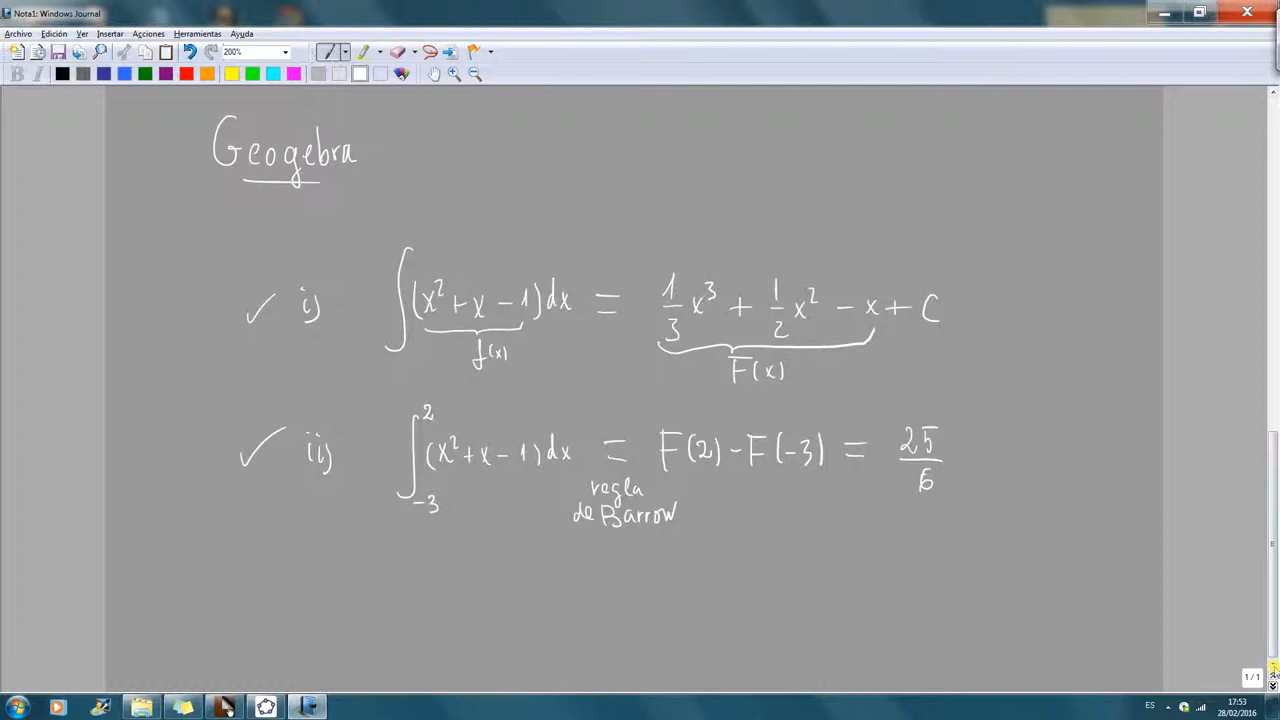 Nota1: Windows Journal
Archivo Edición Ver Insertar Acciones Herramientas Ayuda
200%
Geogebra
✓ i) ∫(x² + x − 1)dx = 1/3 x³ + 1/2 x² − x + C
f(x) F(x)
✓ ii) ∫₋₃² (x² + x − 1)dx = F(2) − F(−3) = 25/6
regla
de Barrow
1/1
ES 17:53
28/02/2016